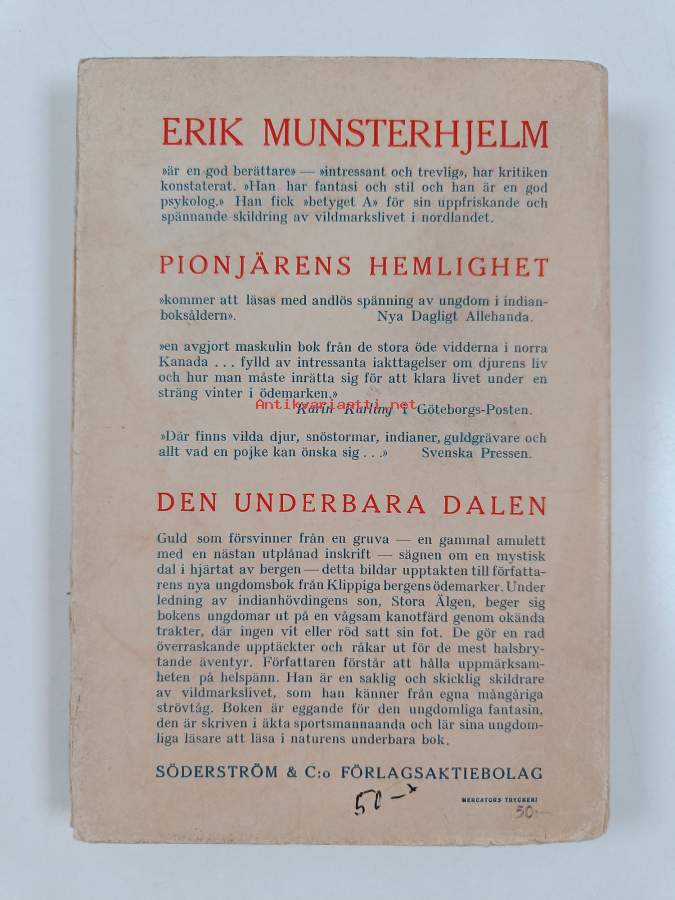 ERIK MUNSTERHJELM
»är en god berättare» — »intressant och trevlig», har kritiken
konstaterat. »Han har fantasi och stil och han är en god
psykolog.» Han fick »betyget A» för sin uppfriskande och
spännande skildring av vildmarkslivet i nordlandet.
PIONJÄRENS HEMLIGHET
»kommer att läsas med andlös spänning av ungdom i indian-
boksåldern». Nya Dagligt Allehanda.
»en avgjort maskulin bok från de stora öde vidderna i norra
Kanada . . . fylld av intressanta iakttagelser om djurens liv
och hur man måste inrätta sig för att klara livet under en
sträng vinter i ödemarken.»
Antikvariaatti.net
Karin Karling i Göteborgs-Posten.
»Där finns vilda djur, snöstormar, indianer, guldgrävare och
allt vad en pojke kan önska sig . . .» Svenska Pressen.
DEN UNDERBARA DALEN
Guld som försvinner från en gruva — en gammal amulett
med en nästan utplånad inskrift — sägnen om en mystisk
dal i hjärtat av bergen — detta bildar upptakten till författa-
rens nya ungdomsbok från Klippiga bergens ödemarker. Under
ledning av indianhövdingens son, Stora Älgen, beger sig
bokens ungdomar ut på en vågsam kanotfärd genom okända
trakter, där ingen vit eller röd satt sin fot. De gör en rad
överraskande upptäckter och råkar ut för de mest halsbry-
tande äventyr. Författaren förstår att hålla uppmärksam-
heten på helspänn. Han är en saklig och skicklig skildrare
av vildmarkslivet, som han känner från egna mångåriga
strövtåg. Boken är eggande för den ungdomliga fantasin,
den är skriven i äkta sportsmannaanda och lär sina ungdom-
liga läsare att läsa i naturens underbara bok.
SÖDERSTRÖM & C:o FÖRLAGSAKTIEBOLAG
50 –x
MERCATORS TRYCKERI
50:—